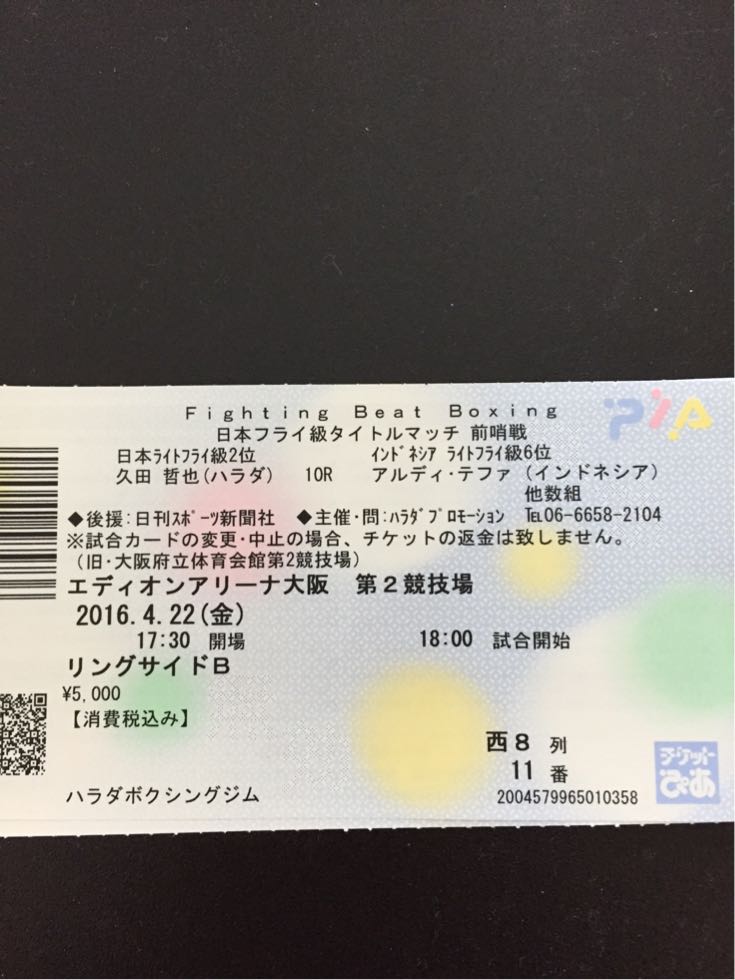 Fighting Beat Boxing
PIA
日本フライ級タイトルマッチ 前哨戦
日本ﾗｲﾄﾌﾗｲ級2位 ｲﾝﾄﾞﾈｼｱ ﾗｲﾄﾌﾗｲ級6位
久田 哲也(ハラダ) 10R アルディ・テファ (インドネシア)
他数組
◆後援:日刊ｽﾎﾟｰﾂ新聞社 ◆主催・問:ﾊﾗﾀﾞﾌﾟﾛﾓｰｼｮﾝ ℡06-6658-2104
※試合カードの変更・中止の場合、チケットの返金は致しません。
(旧・大阪府立体育会館第2競技場)
エディオンアリーナ大阪 第2競技場
2016.4.22(金)
17:30 開場 18:00 試合開始
リングサイドB
¥5,000
【消費税込み】
西8 列
11 番
チケットぴあ
ハラダボクシングジム 2004579965010358